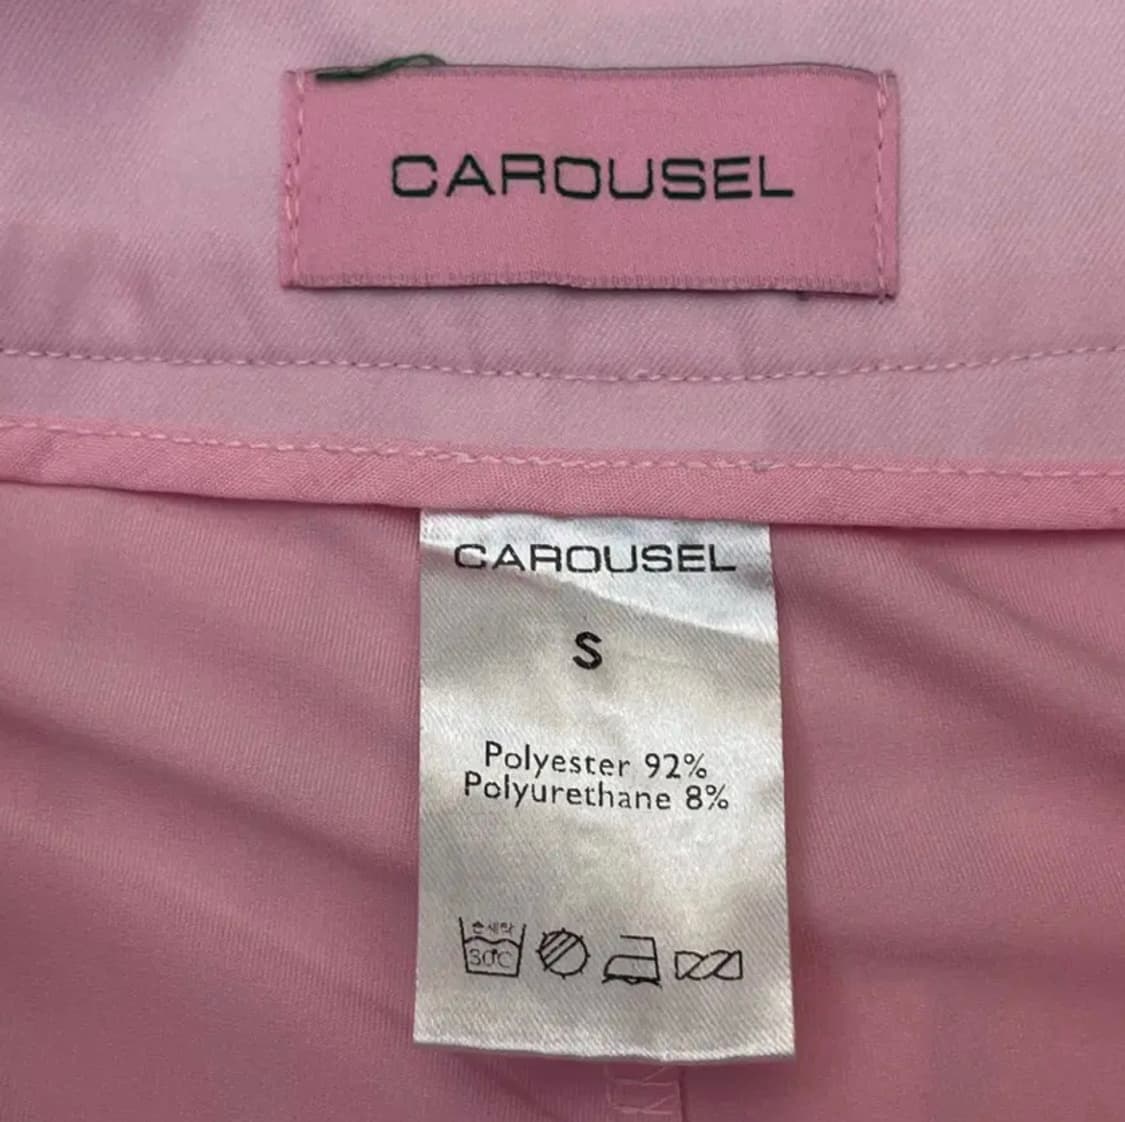 CAROUSEL
CAROUSEL
S
Polyester 92%
Polyurethane 8%
손세탁
30℃